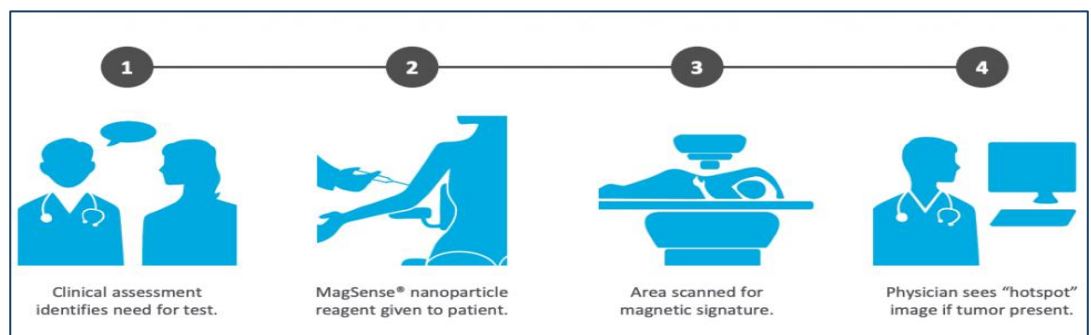 1
2
3
4
Clinical assessment
identifies need for test.
MagSense® nanoparticle
reagent given to patient.
Area scanned for
magnetic signature.
Physician sees “hotspot”
image if tumor present.